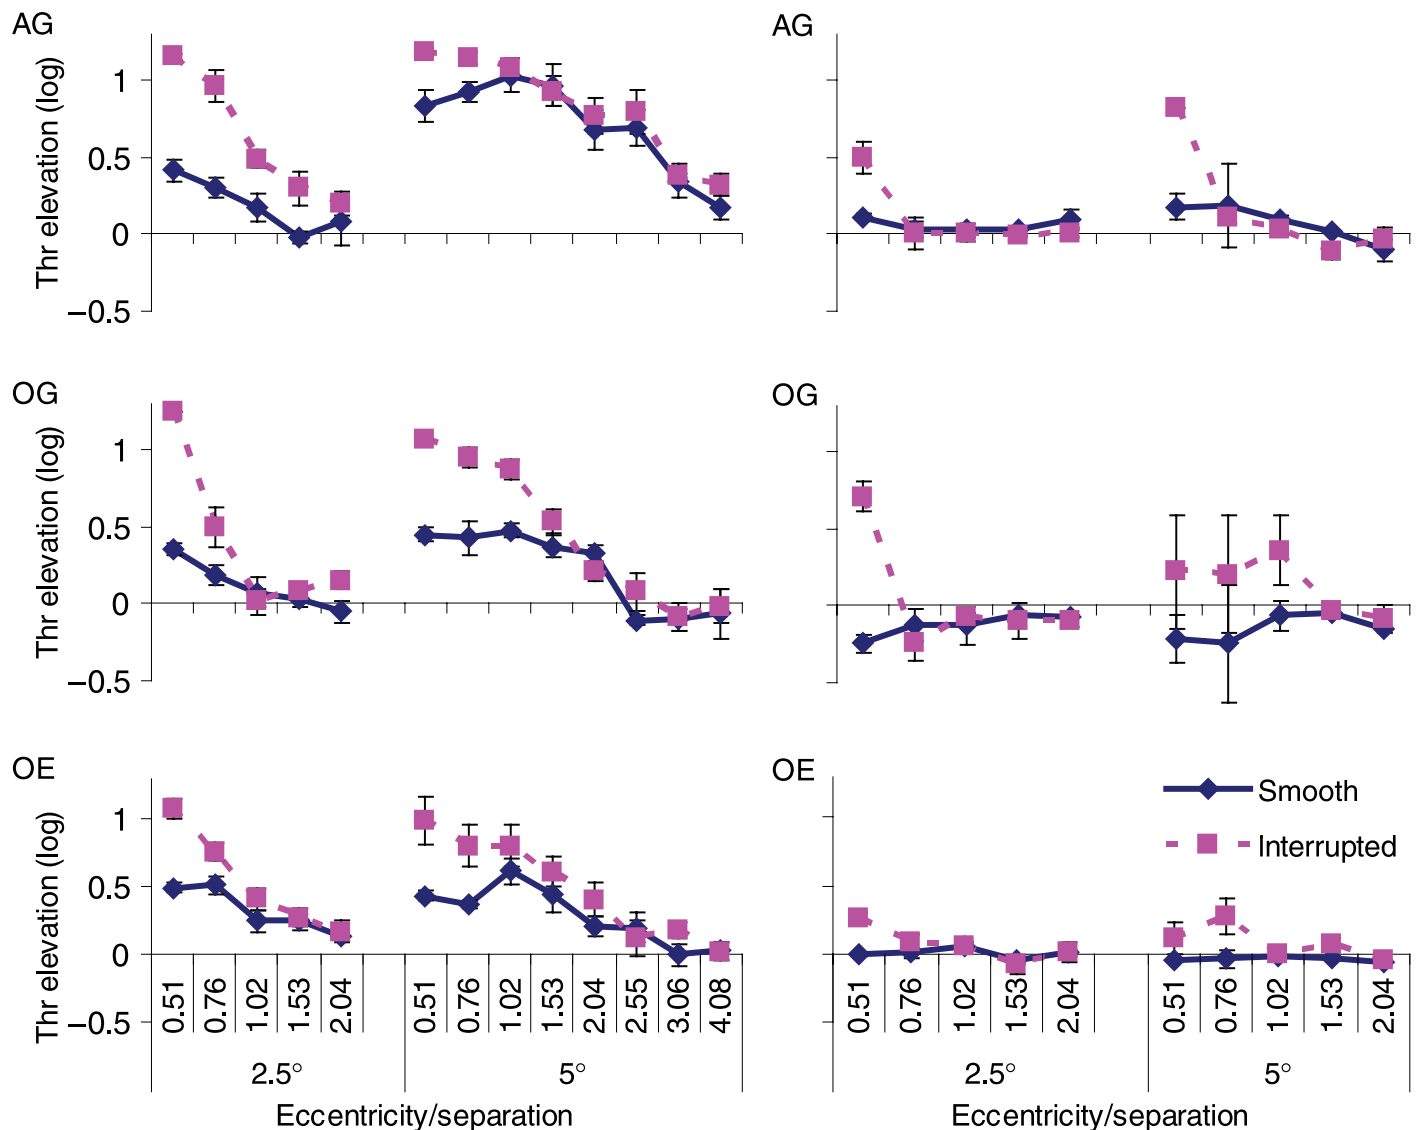 AG
AG
Thr elevation (log)
1
0.5
0
−0.5
OG
OG
Thr elevation (log)
1
0.5
0
−0.5
OE
OE
Thr elevation (log)
1
0.5
0
−0.5
Smooth
Interrupted
0.51 0.76 1.02 1.53 2.04 0.51 0.76 1.02 1.53 2.04 2.55 3.06 4.08
0.51 0.76 1.02 1.53 2.04 0.51 0.76 1.02 1.53 2.04
2.5° 5°
2.5° 5°
Eccentricity/separation
Eccentricity/separation